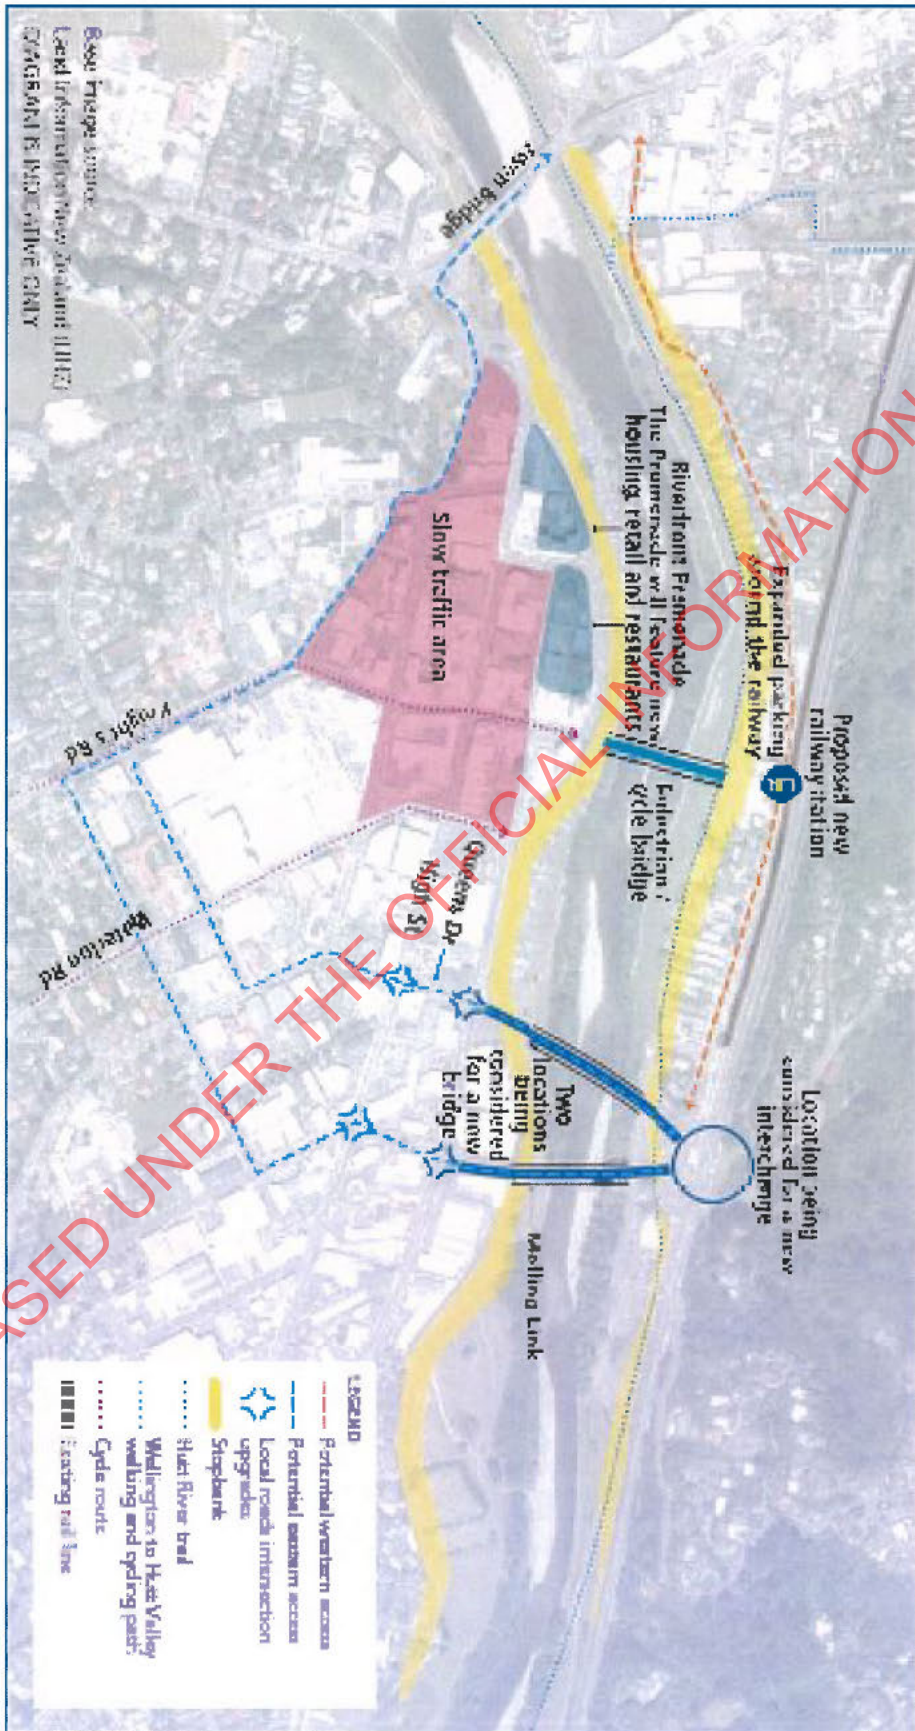 Proposed new
railway station
Expanded parking
around the railway
Location being
considered for a new
interchange
Riverfront Promenade
The Promenade will feature new
housing, retail and restaurants
Pedestrian /
cycle bridge
Two
locations
being
considered
for a new
bridge
Melling Link
Queens Dr
High St
Slow traffic area
Knights Rd
Waterloo Rd
Bridge
LEGEND
Potential western access
Potential eastern access
Local roads intersection
upgrades
Stopbank
Hutt River trail
Wellington to Hutt Valley
walking and cycling path
Cycle route
Existing rail line
Base image source:
Land Information New Zealand (LINZ)
DIAGRAM IS INDICATIVE ONLY
ASED UNDER THE OFFICIAL INFORMATION